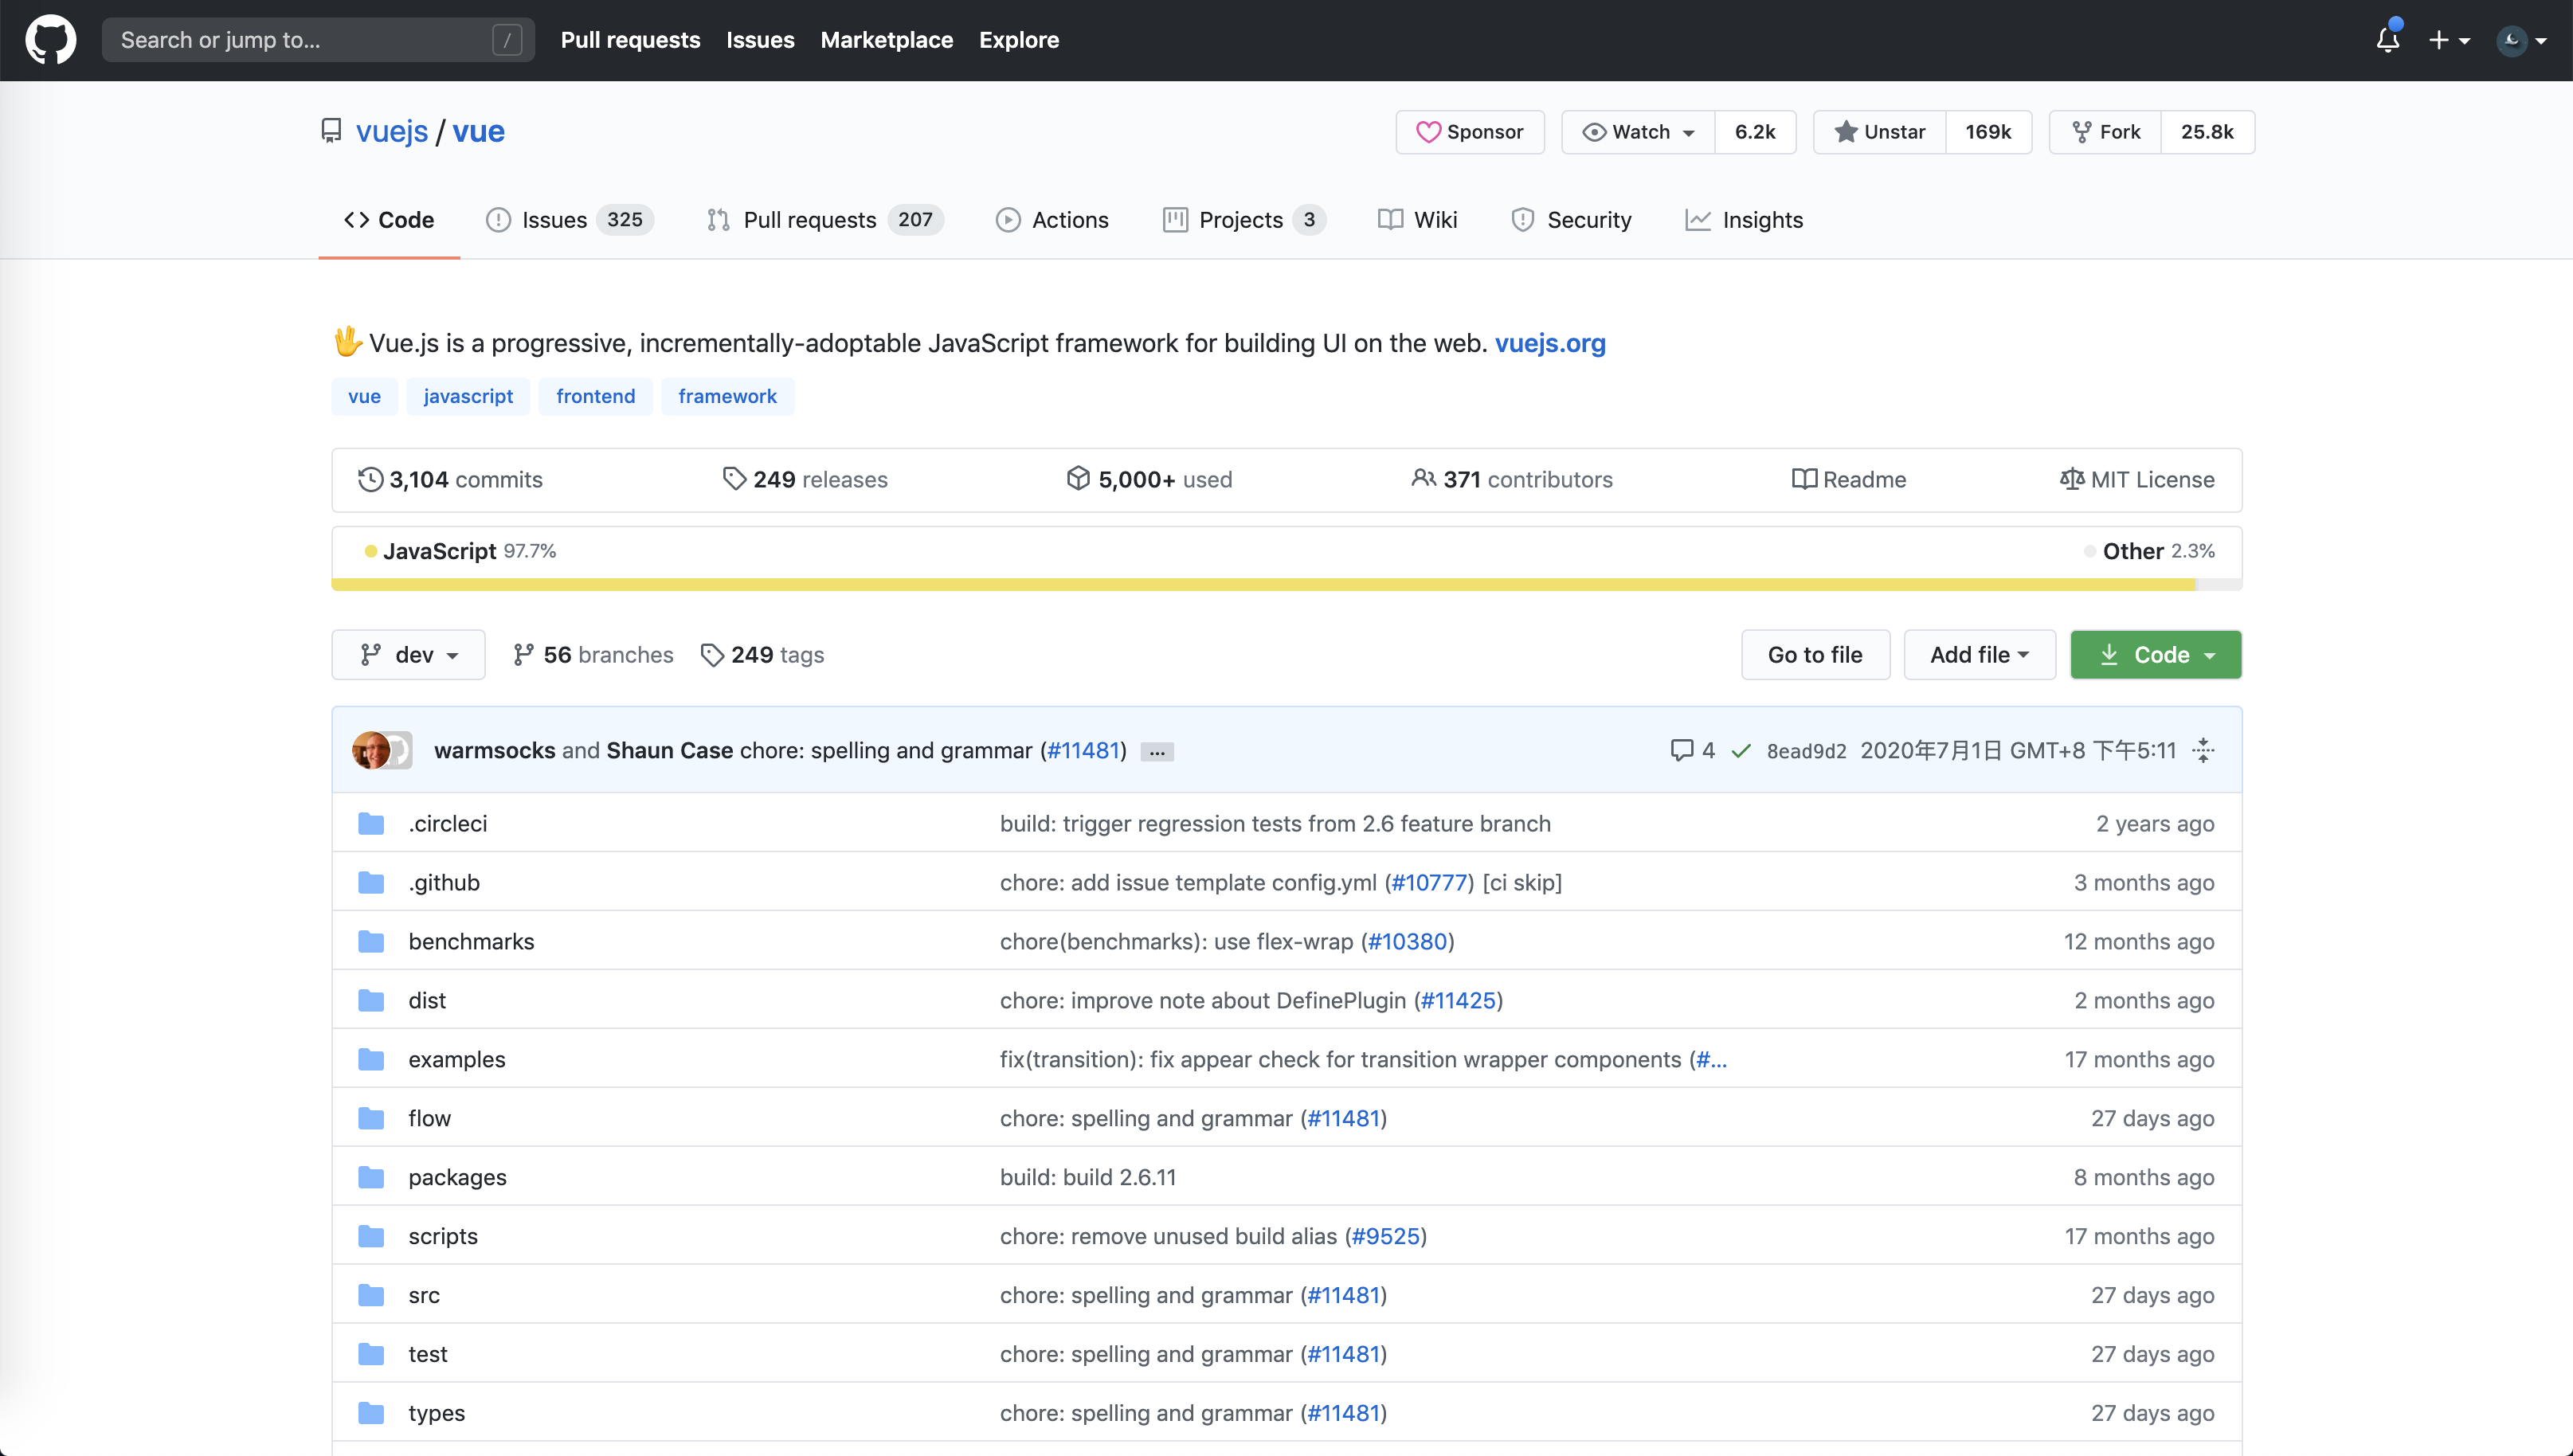 Search or jump to... / Pull requests Issues Marketplace Explore
vuejs / vue Sponsor Watch 6.2k Unstar 169k Fork 25.8k
Code Issues 325 Pull requests 207 Actions Projects 3 Wiki Security Insights
🖖 Vue.js is a progressive, incrementally-adoptable JavaScript framework for building UI on the web. vuejs.org
vue javascript frontend framework
3,104 commits 249 releases 5,000+ used 371 contributors Readme MIT License
JavaScript 97.7% Other 2.3%
dev 56 branches 249 tags Go to file Add file Code
warmsocks and Shaun Case chore: spelling and grammar (#11481) ... 4 8ead9d2 2020年7月1日 GMT+8 下午5:11
.circleci build: trigger regression tests from 2.6 feature branch 2 years ago
.github chore: add issue template config.yml (#10777) [ci skip] 3 months ago
benchmarks chore(benchmarks): use flex-wrap (#10380) 12 months ago
dist chore: improve note about DefinePlugin (#11425) 2 months ago
examples fix(transition): fix appear check for transition wrapper components (#... 17 months ago
flow chore: spelling and grammar (#11481) 27 days ago
packages build: build 2.6.11 8 months ago
scripts chore: remove unused build alias (#9525) 17 months ago
src chore: spelling and grammar (#11481) 27 days ago
test chore: spelling and grammar (#11481) 27 days ago
types chore: spelling and grammar (#11481) 27 days ago